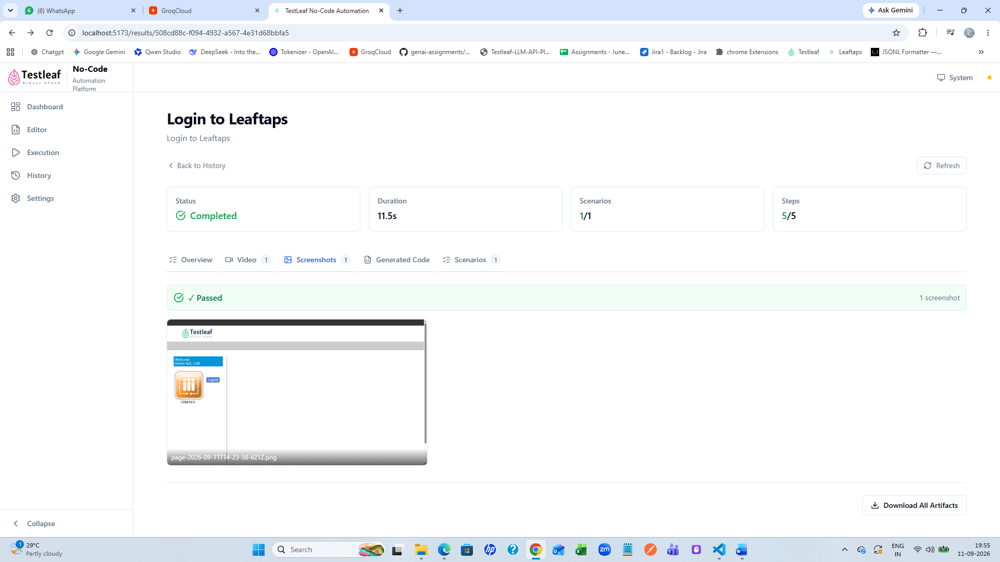 6
(6) WhatsApp
GroqCloud
TestLeaf No-Code Automation
Ask Gemini
localhost:5173/results/508cd88c-f094-4932-a567-4e31d68bbfa5
Chatgpt
Google Gemini
Qwen Studio
DeepSeek - Into the...
Tokenizer - OpenAI...
GroqCloud
genai-assignments/...
Testleaf-LLM-API-Pl...
Assignments - June...
Jira1 - Backlog - Jira
chrome Extensions
Testleaf
Leaftaps
JSONL Formatter —...
Testleaf
Always Ahead
No-Code
Automation
Platform
System
Dashboard
Editor
Execution
History
Settings
Login to Leaftaps
Login to Leaftaps
Back to History
Refresh
Status
Completed
Duration
11.5s
Scenarios
1/1
Steps
5/5
Overview
Video 1
Screenshots 1
Generated Code
Scenarios 1
✓ Passed
1 screenshot
Testleaf
Always Ahead
Welcome
Demo B2C CSR
Logout
CRM/SFA
page-2026-09-11T14-23-38-621Z.png
Download All Artifacts
Collapse
1
29°C
Partly cloudy
Search
hp
zm
ENG
IN
19:55
11-09-2026